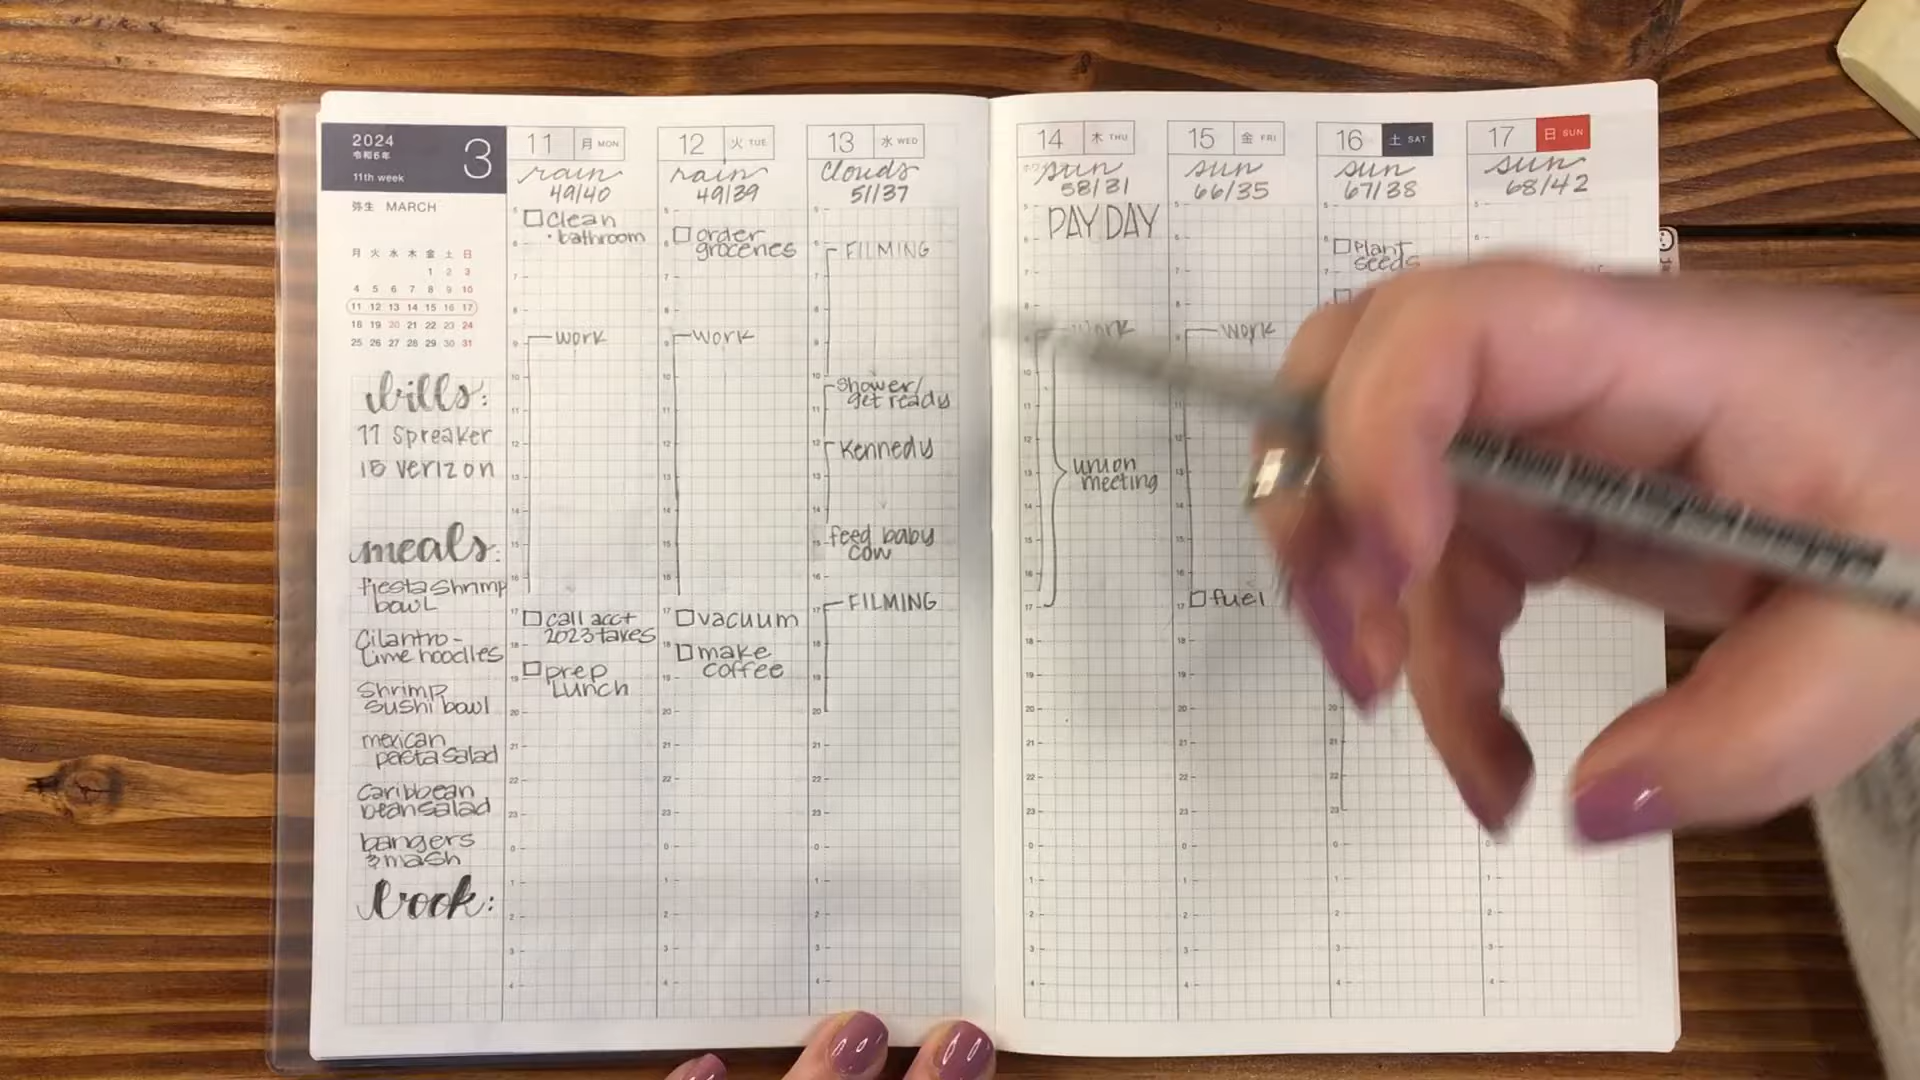 2024
令和6年
3
11th week
弥生 MARCH
月 火 水 木 金 土 日
1 2 3
4 5 6 7 8 9 10
11 12 13 14 15 16 17
18 19 20 21 22 23 24
25 26 27 28 29 30 31
bills:
11 Spreaker
15 verizon
meals:
fiesta shrimp
bowl
Cilantro-
Lime noodles
Shrimp
Sushi bowl
mexican
pasta salad
caribbean
bean salad
bangers
& mash
book:
11 月 MON
rain
49/40
clean
• bathroom
work
call acct
2023 taxes
prep
Lunch
12 火 TUE
rain
49/39
order
groceries
work
vacuum
make
coffee
13 水 WED
clouds
51/37
FILMING
Shower/
get ready
Kennedy
feed baby
cow
FILMING
14 木 THU
sun
58/31
PAY DAY
work
union
meeting
15 金 FRI
sun
66/35
work
fuel
16 土 SAT
sun
67/38
Plant
seeds
17 日 SUN
sun
68/42